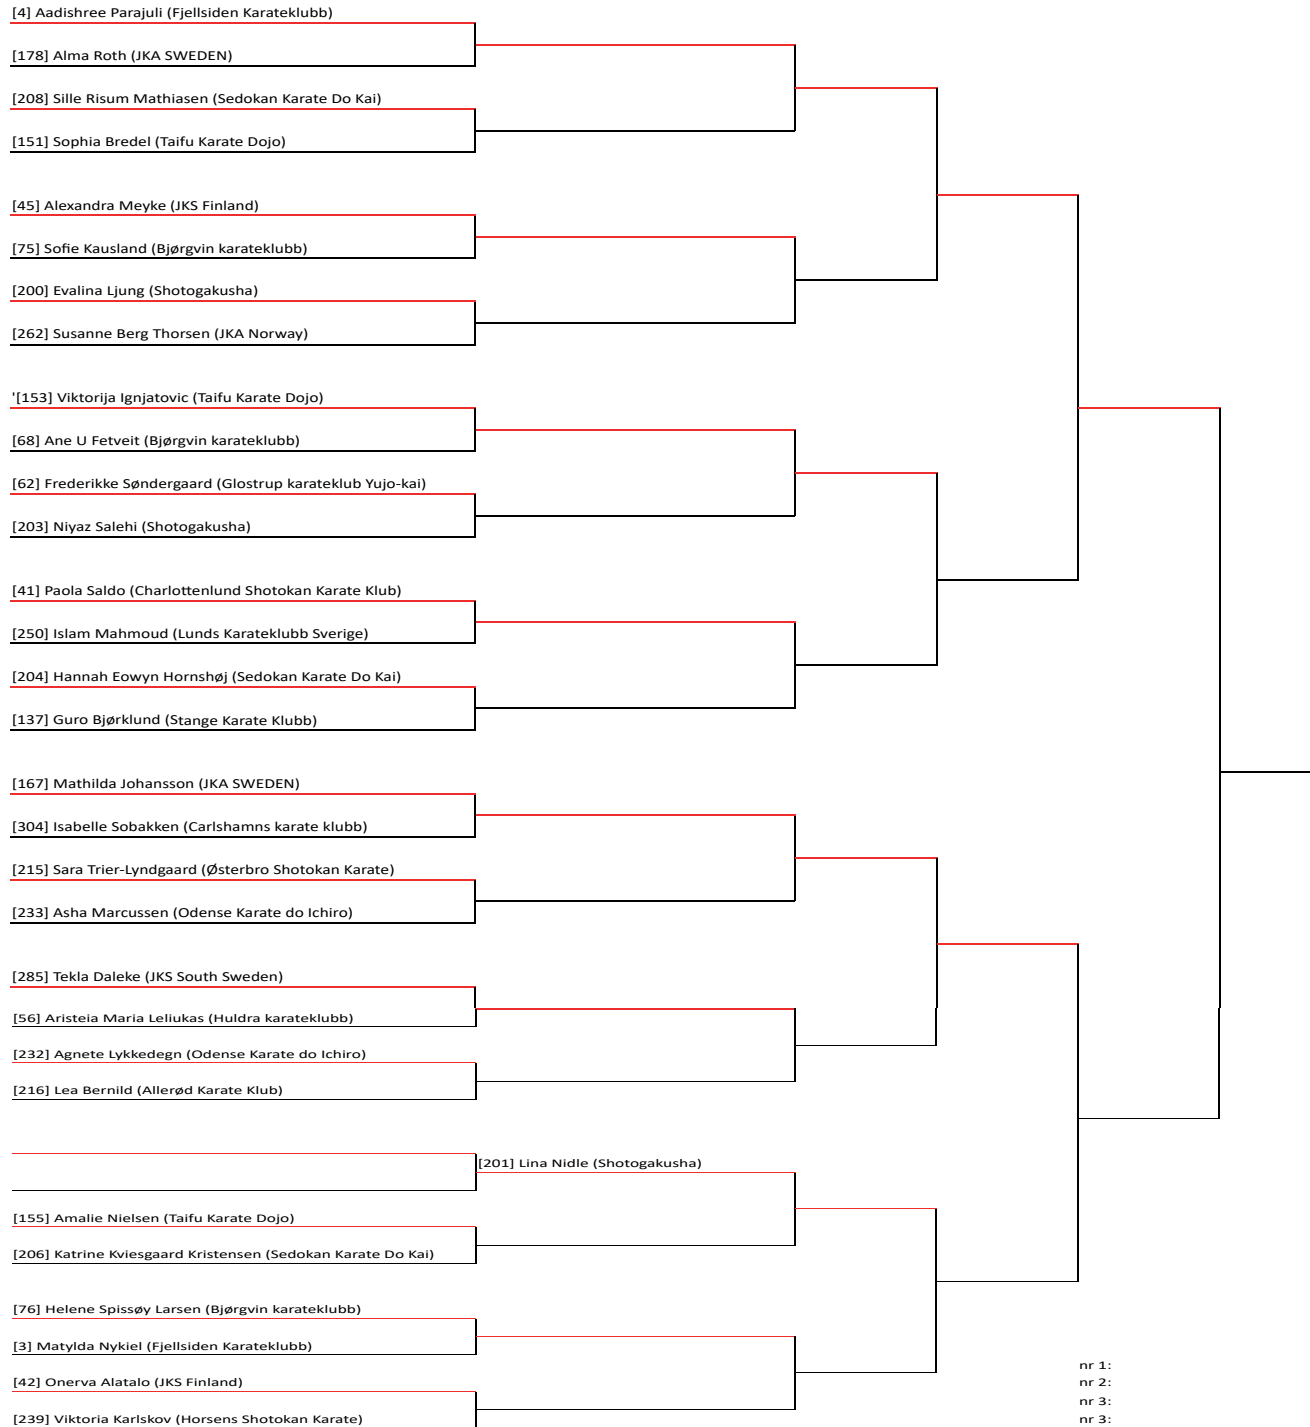 [4] Aadishree Parajuli (Fjellsiden Karateklubb)
[178] Alma Roth (JKA SWEDEN)
[208] Sille Risum Mathiasen (Sedokan Karate Do Kai)
[151] Sophia Bredel (Taifu Karate Dojo)
[45] Alexandra Meyke (JKS Finland)
[75] Sofie Kausland (Bjørgvin karateklubb)
[200] Evalina Ljung (Shotogakusha)
[262] Susanne Berg Thorsen (JKA Norway)
'[153] Viktorija Ignjatovic (Taifu Karate Dojo)
[68] Ane U Fetveit (Bjørgvin karateklubb)
[62] Frederikke Søndergaard (Glostrup karateklub Yujo-kai)
[203] Niyaz Salehi (Shotogakusha)
[41] Paola Saldo (Charlottenlund Shotokan Karate Klub)
[250] Islam Mahmoud (Lunds Karateklubb Sverige)
[204] Hannah Eowyn Hornshøj (Sedokan Karate Do Kai)
[137] Guro Bjørklund (Stange Karate Klubb)
[167] Mathilda Johansson (JKA SWEDEN)
[304] Isabelle Sobakken (Carlshamns karate klubb)
[215] Sara Trier-Lyndgaard (Østerbro Shotokan Karate)
[233] Asha Marcussen (Odense Karate do Ichiro)
[285] Tekla Daleke (JKS South Sweden)
[56] Aristeia Maria Leliukas (Huldra karateklubb)
[232] Agnete Lykkedegn (Odense Karate do Ichiro)
[216] Lea Bernild (Allerød Karate Klub)
[201] Lina Nidle (Shotogakusha)
[155] Amalie Nielsen (Taifu Karate Dojo)
[206] Katrine Kviesgaard Kristensen (Sedokan Karate Do Kai)
[76] Helene Spissøy Larsen (Bjørgvin karateklubb)
[3] Matylda Nykiel (Fjellsiden Karateklubb)
[42] Onerva Alatalo (JKS Finland)
[239] Viktoria Karlskov (Horsens Shotokan Karate)
nr 1:
nr 2:
nr 3:
nr 3: